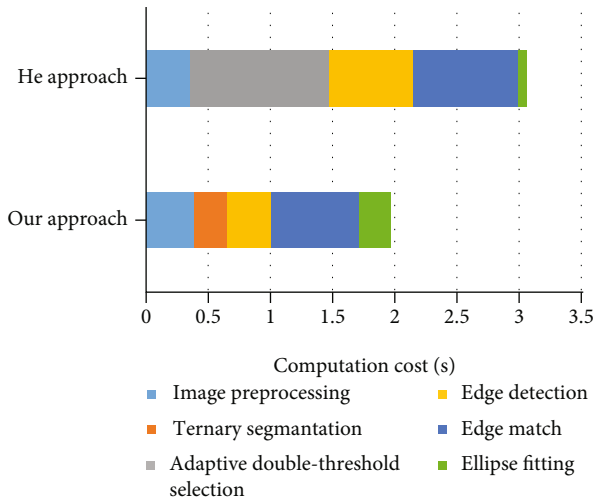 He approach
Our approach
0 0.5 1 1.5 2 2.5 3 3.5
Computation cost (s)
Image preprocessing
Edge detection
Ternary segmantation
Edge match
Adaptive double-threshold
selection
Ellipse fitting